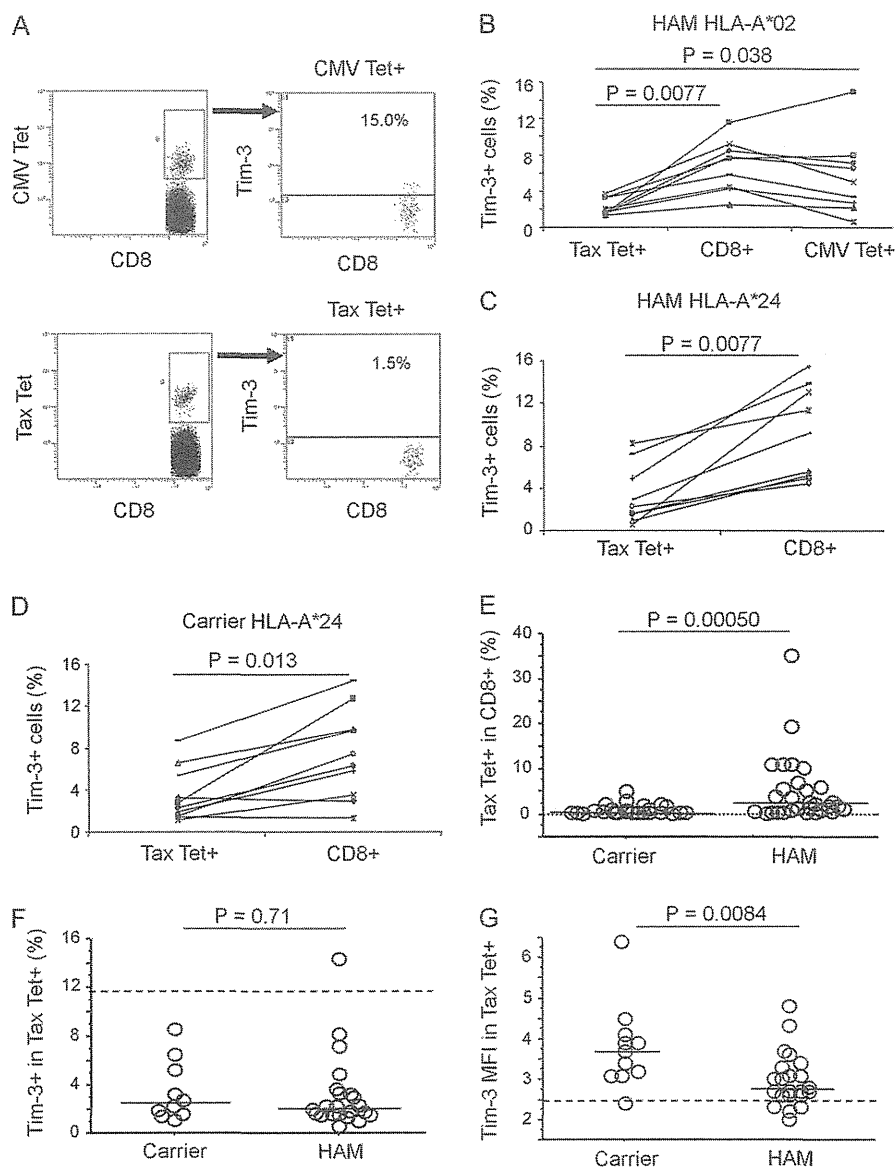 A
CMV Tet+
CMV Tet
Tim-3
15.0%
CD8
CD8
Tax Tet+
Tax Tet
Tim-3
1.5%
CD8
CD8
B
HAM HLA-A*02
P = 0.038
P = 0.0077
Tim-3+ cells (%)
16
12
8
4
0
Tax Tet+
CD8+
CMV Tet+
C
HAM HLA-A*24
P = 0.0077
Tim-3+ cells (%)
16
12
8
4
0
Tax Tet+
CD8+
D
Carrier HLA-A*24
P = 0.013
Tim-3+ cells (%)
16
12
8
4
0
Tax Tet+
CD8+
E
P = 0.00050
Tax Tet+ in CD8+ (%)
40
30
20
10
0
Carrier
HAM
F
P = 0.71
Tim-3+ in Tax Tet+ (%)
16
12
8
4
0
Carrier
HAM
G
P = 0.0084
Tim-3 MFI in Tax Tet+
6
5
4
3
2
Carrier
HAM